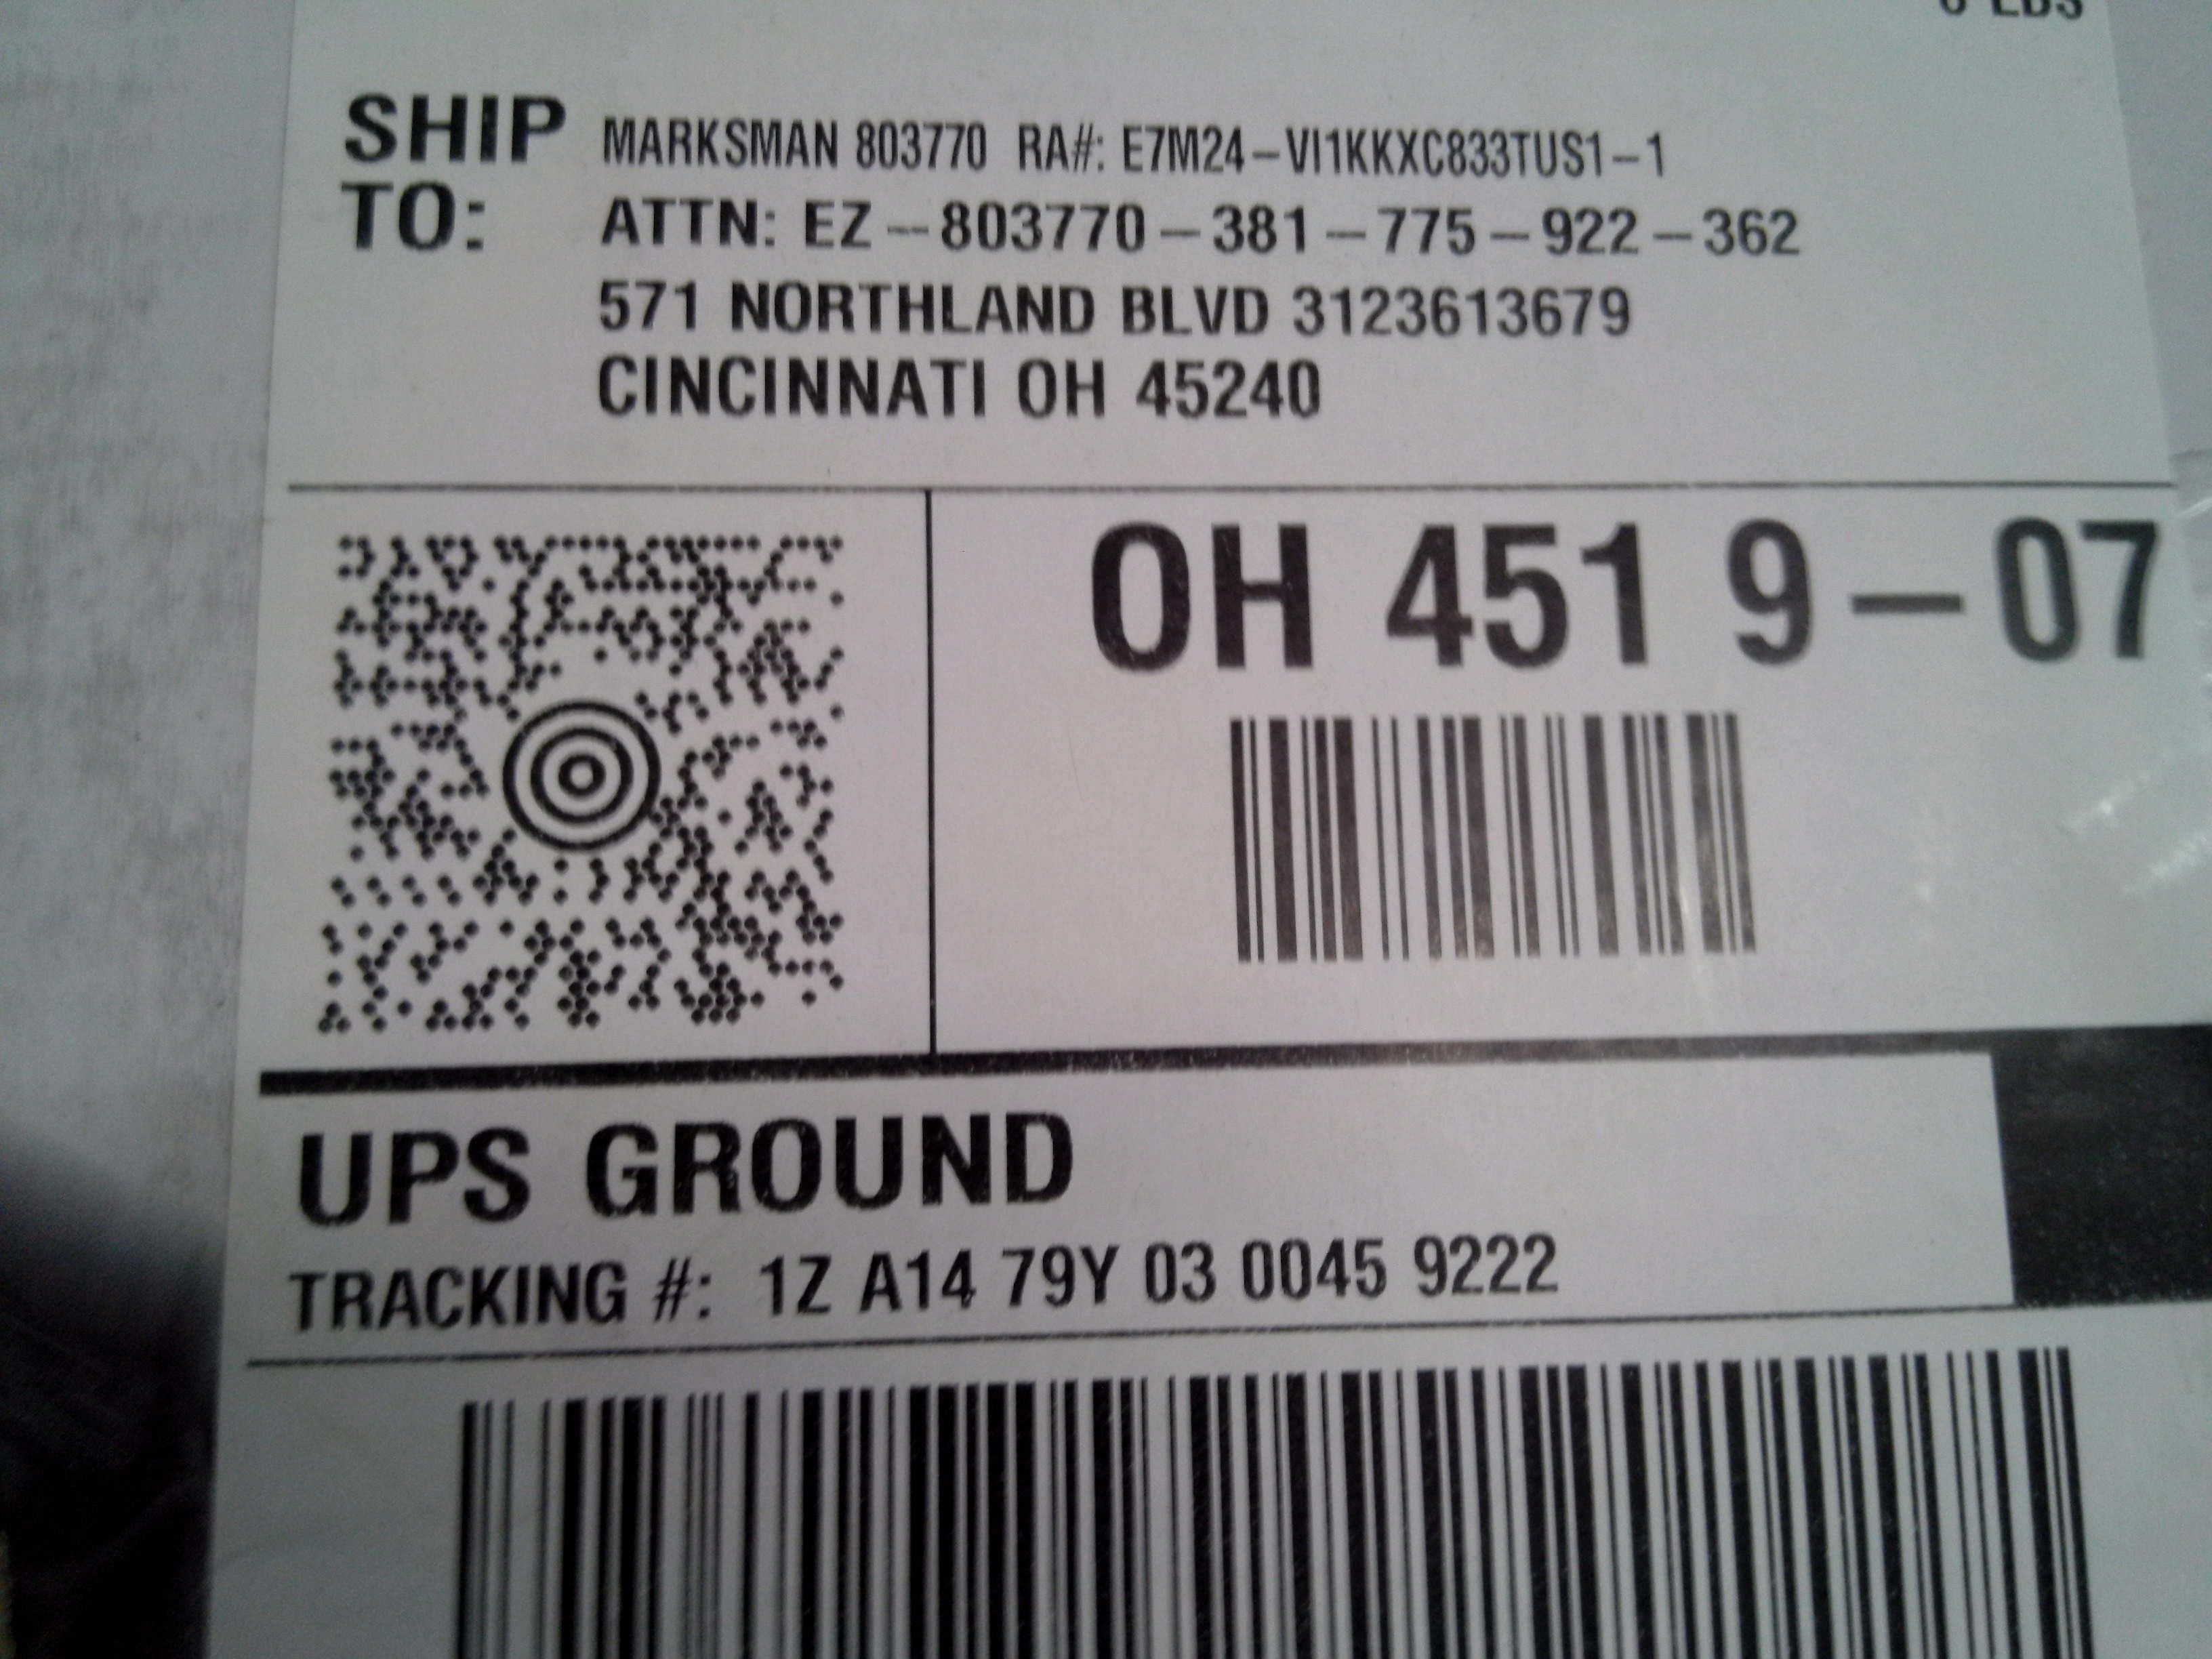 LBS
SHIP TO: MARKSMAN 803770 RA#: E7M24-VI1KKXC833TUS1-1
ATTN: EZ--803770-381-775-922-362
571 NORTHLAND BLVD 3123613679
CINCINNATI OH 45240
OH 451 9-07
UPS GROUND
TRACKING #: 1Z A14 79Y 03 0045 9222